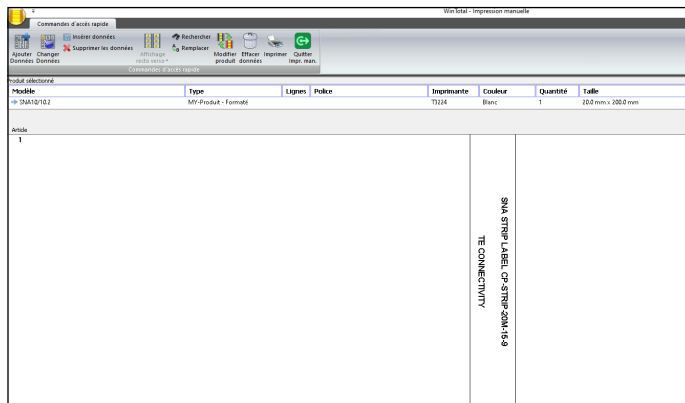 WinTotal - Impression manuelle
Commandes d'accès rapide
Ajouter Données
Changer Données
Insérer données
Supprimer les données
Affichage recto verso
Rechercher
Remplacer
Modifier produit
Effacer données
Imprimer
Quitter Impr. man.
Commandes d'accès rapide
Produit sélectionné
Modèle Type Lignes Police Imprimante Couleur Quantité Taille
SNA10/10.2 MY-Produit - Formaté T3224 Blanc 1 20.0 mm x 200.0 mm
Article
1
SNA STRIP LABEL CP-STRIP-20M-15-9
TE CONNECTIVITY